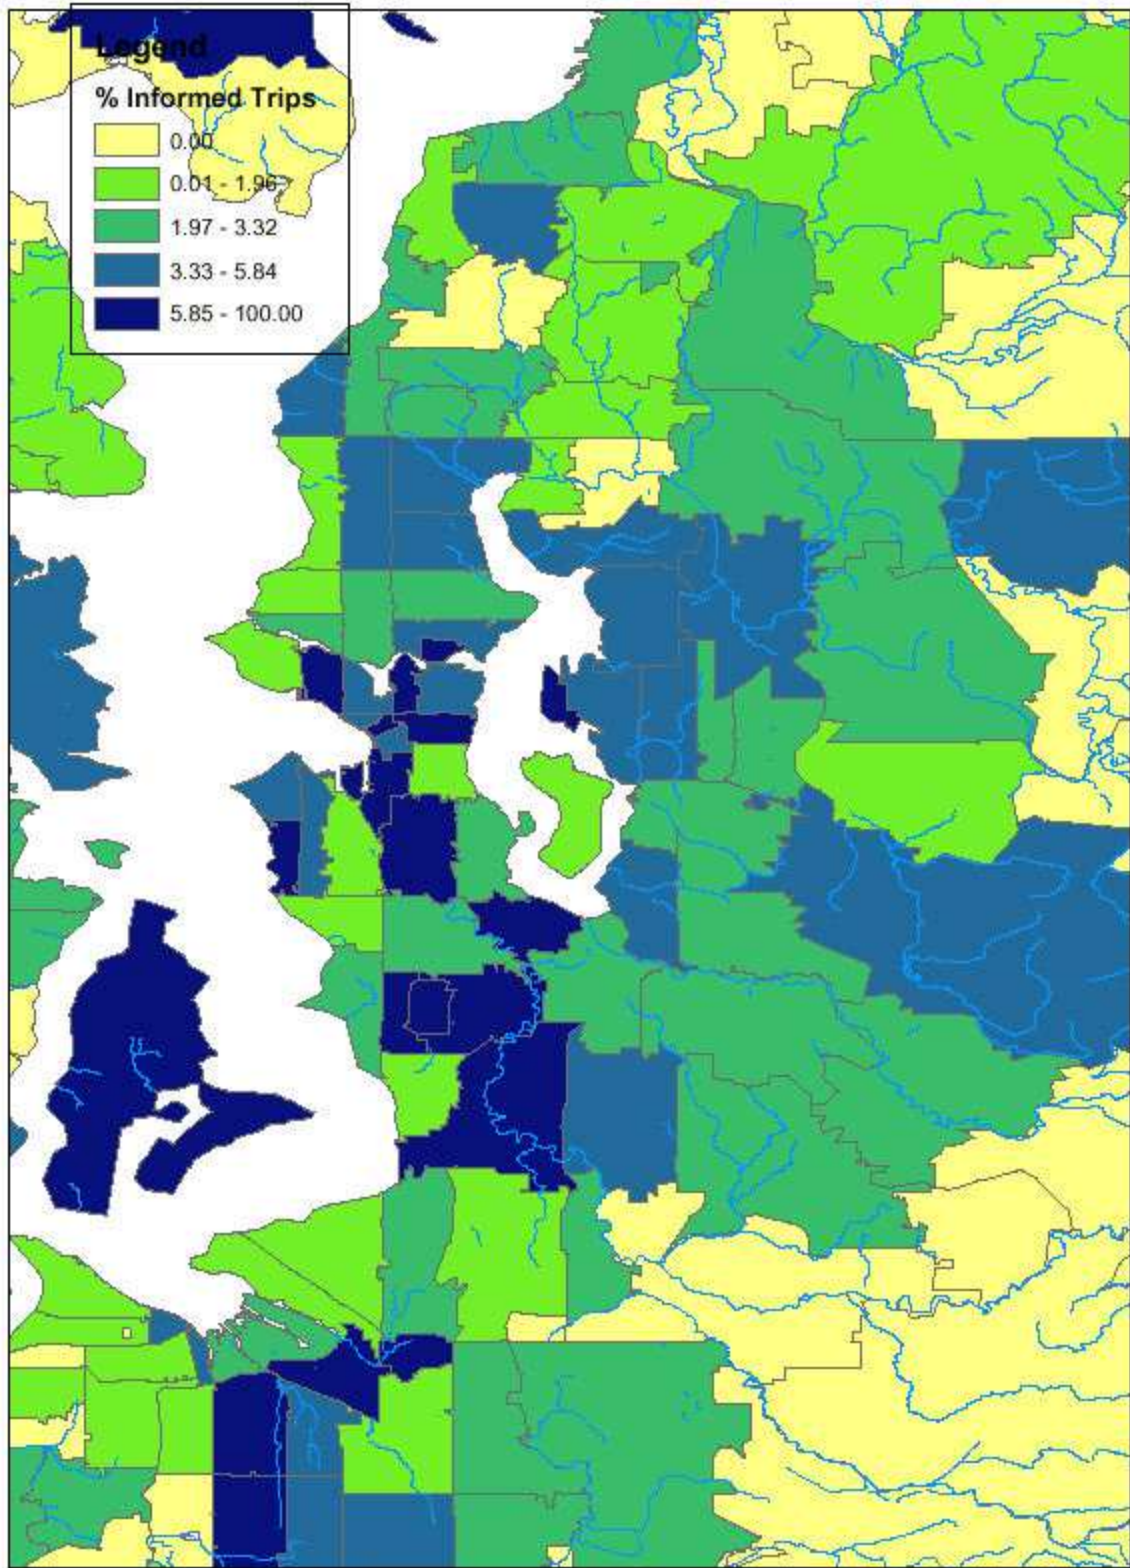 Legend
% Informed Trips
0.00
0.01 - 1.96
1.97 - 3.32
3.33 - 5.84
5.85 - 100.00